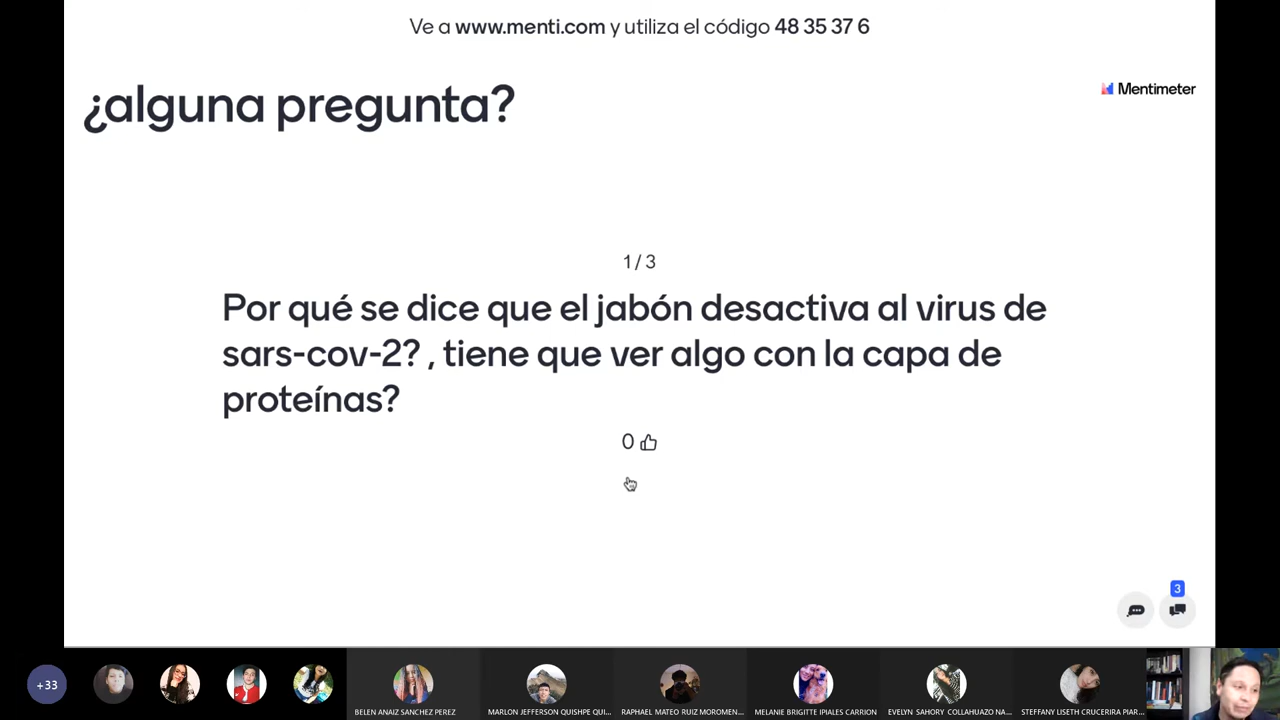 Ve a www.menti.com y utiliza el código 48 35 37 6
¿alguna pregunta?
Mentimeter
1 / 3
Por qué se dice que el jabón desactiva al virus de
sars-cov-2? , tiene que ver algo con la capa de
proteínas?
0
3
+33
BELEN ANAIZ SANCHEZ PEREZ
MARLON JEFFERSON QUISHPE QUI...
RAPHAEL MATEO RUIZ MOROMEN...
MELANIE BRIGITTE IPIALES CARRION
EVELYN SAHORY COLLAHUAZO NA...
STEFFANY LISETH CRUCERIRA PIAR...